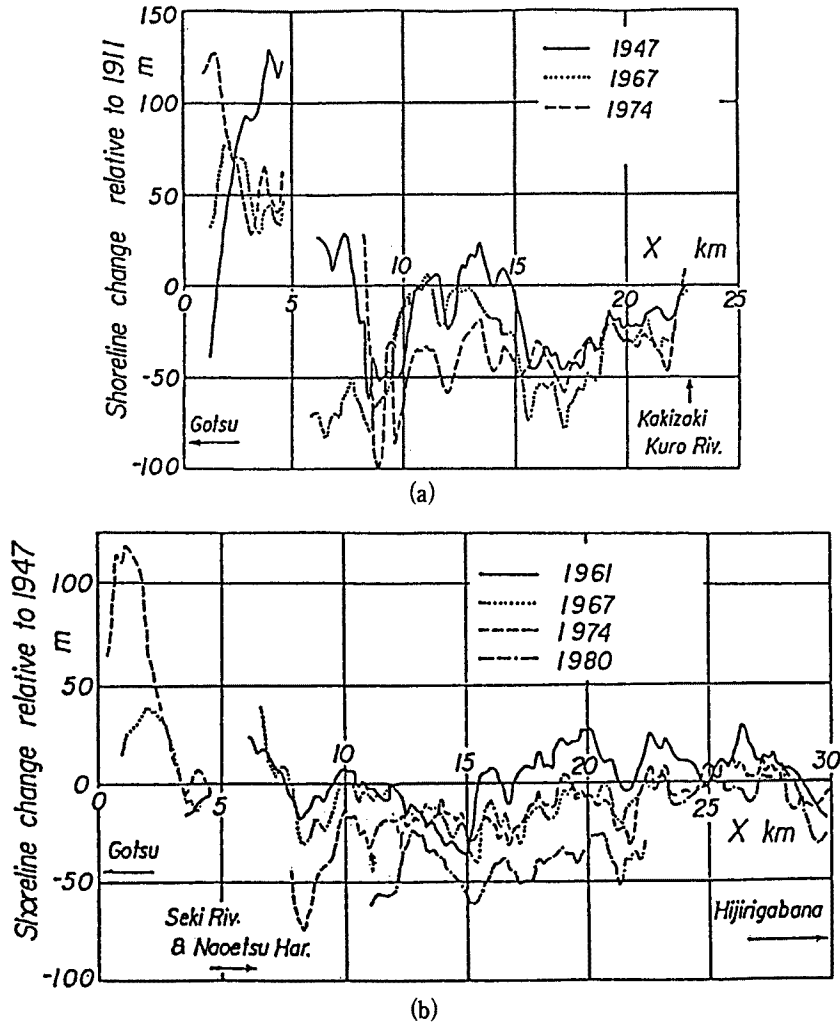 Shoreline change relative to 1911
m
150
100
50
0
-50
-100
1947
1967
1974
0
5
10
15
20
25
X km
Gotsu
Kakizaki
Kuro Riv.
(a)
Shoreline change relative to 1947
m
100
50
0
-50
-100
1961
1967
1974
1980
0
5
10
15
20
25
30
X km
Gotsu
Seki Riv.
& Naoetsu Har.
Hijirigabana
(b)